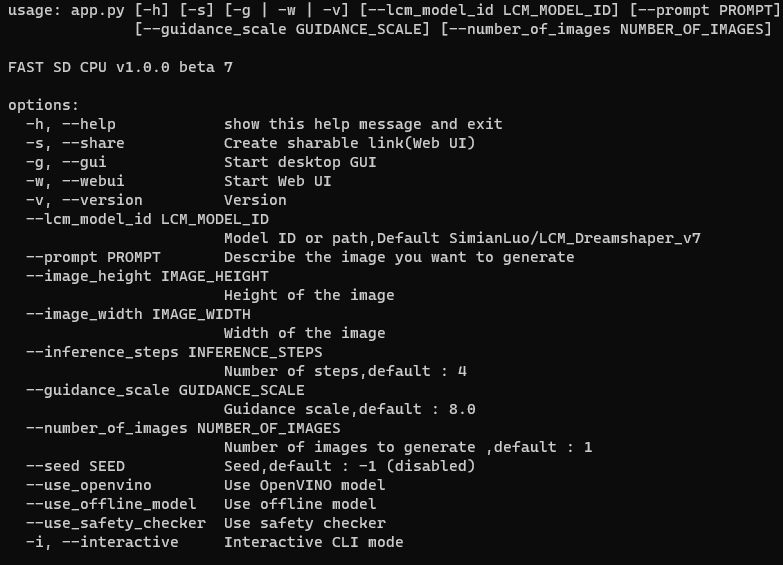 usage: app.py [-h] [-s] [-g | -w | -v] [--lcm_model_id LCM_MODEL_ID] [--prompt PROMPT]
[--guidance_scale GUIDANCE_SCALE] [--number_of_images NUMBER_OF_IMAGES]
FAST SD CPU v1.0.0 beta 7
options:
-h, --help show this help message and exit
-s, --share Create sharable link(Web UI)
-g, --gui Start desktop GUI
-w, --webui Start Web UI
-v, --version Version
--lcm_model_id LCM_MODEL_ID
Model ID or path,Default SimianLuo/LCM_Dreamshaper_v7
--prompt PROMPT Describe the image you want to generate
--image_height IMAGE_HEIGHT
Height of the image
--image_width IMAGE_WIDTH
Width of the image
--inference_steps INFERENCE_STEPS
Number of steps,default : 4
--guidance_scale GUIDANCE_SCALE
Guidance scale,default : 8.0
--number_of_images NUMBER_OF_IMAGES
Number of images to generate ,default : 1
--seed SEED Seed,default : -1 (disabled)
--use_openvino Use OpenVINO model
--use_offline_model Use offline model
--use_safety_checker Use safety checker
-i, --interactive Interactive CLI mode